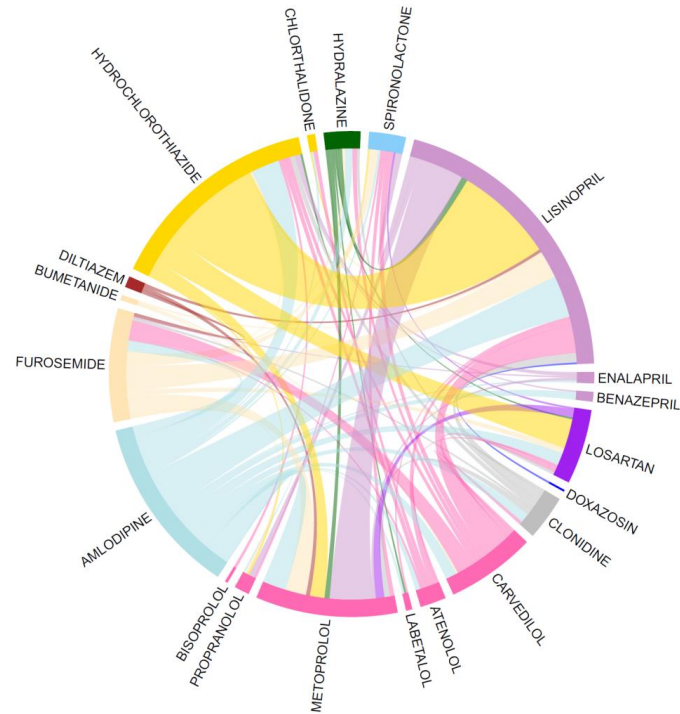 CHLORTHALIDONE
HYDRALAZINE
SPIRONOLACTONE
HYDROCHLOROTHIAZIDE
LISINOPRIL
DILTIAZEM
BUMETANIDE
FUROSEMIDE
ENALAPRIL
BENAZEPRIL
LOSARTAN
DOXAZOSIN
CLONIDINE
AMLODIPINE
CARVEDILOL
BISOPROLOL
PROPRANOLOL
METOPROLOL
LABETALOL
ATENOLOL